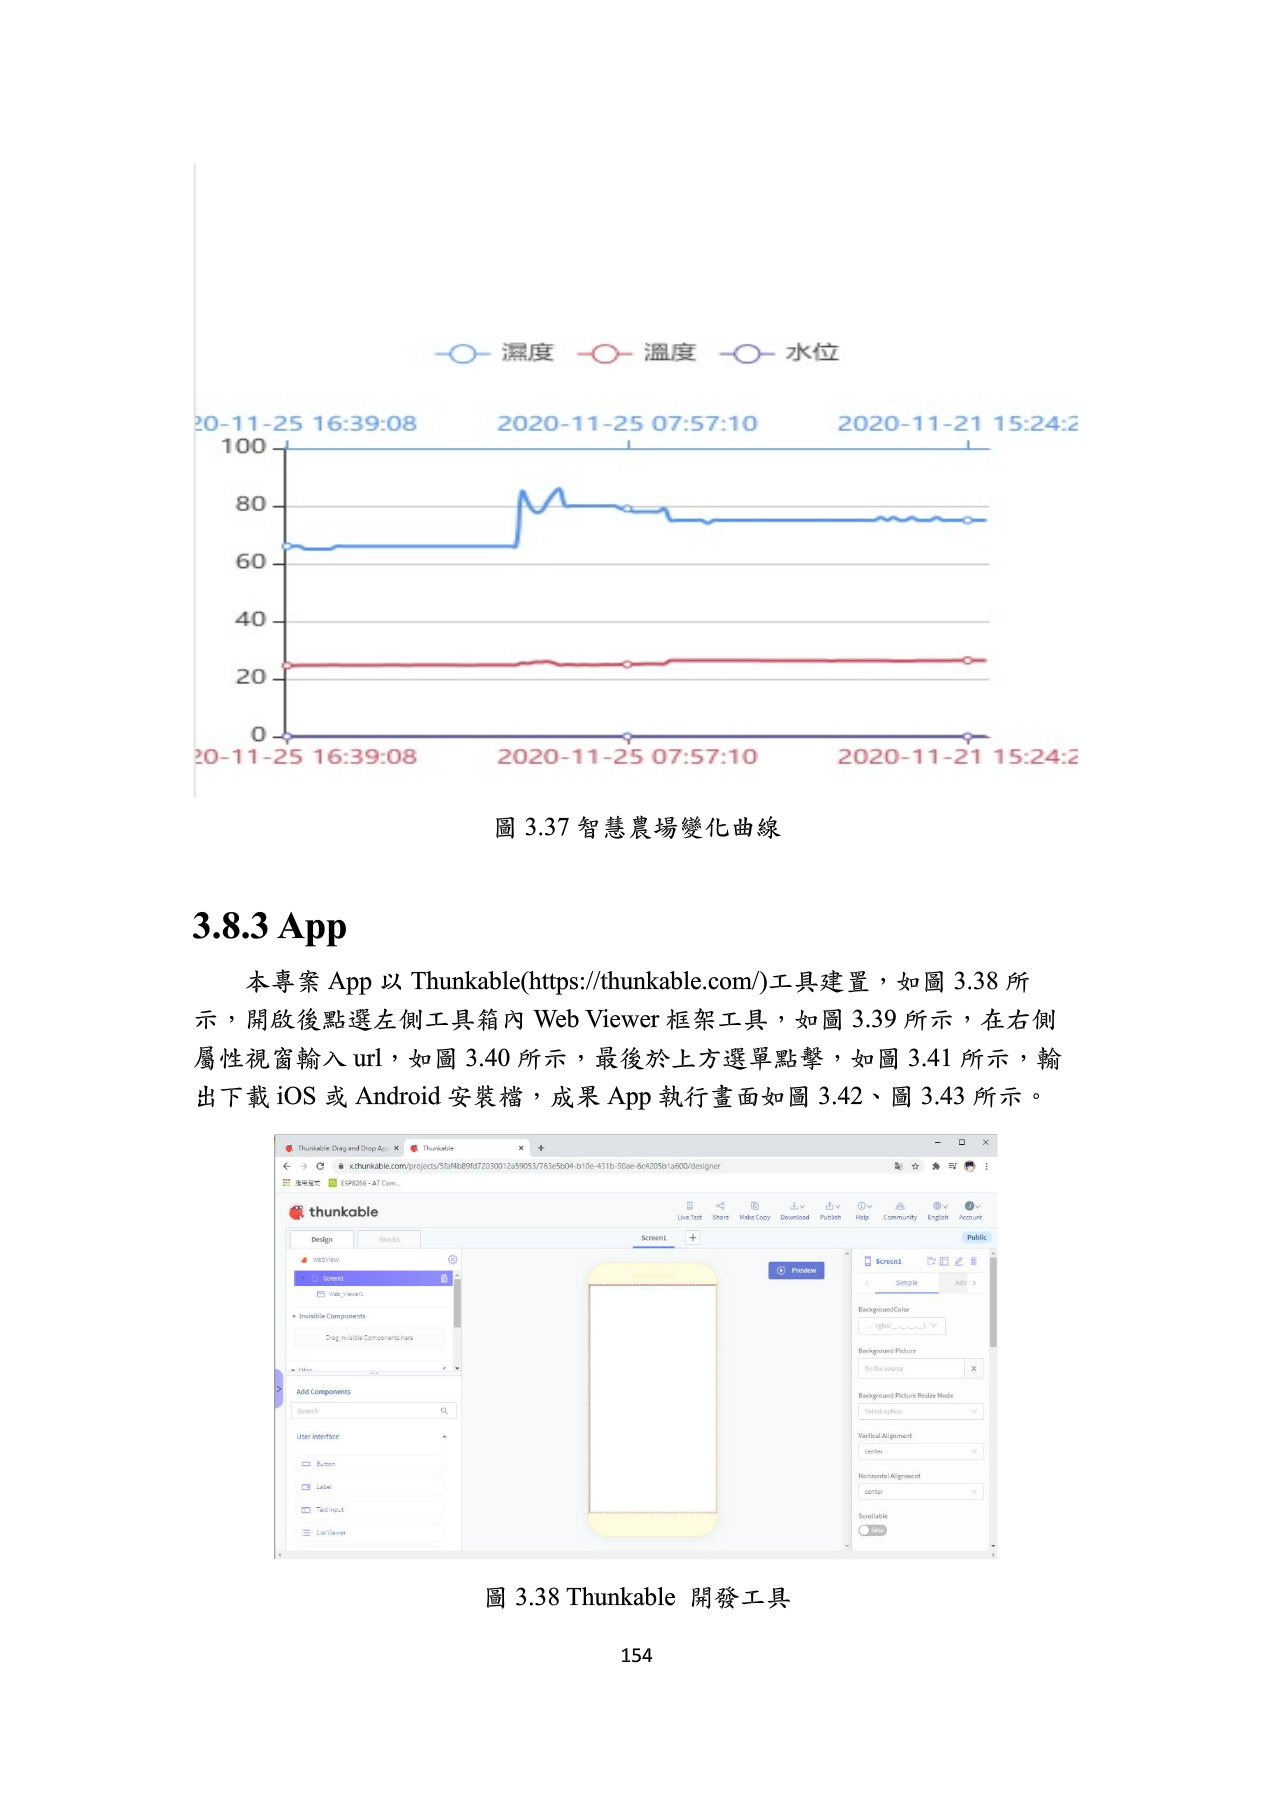 濕度 溫度 水位
20-11-25 16:39:08 2020-11-25 07:57:10 2020-11-21 15:24:2
100
80
60
40
20
0
20-11-25 16:39:08 2020-11-25 07:57:10 2020-11-21 15:24:2
圖 3.37 智慧農場變化曲線
3.8.3 App
本專案 App 以 Thunkable(https://thunkable.com/)工具建置，如圖 3.38 所
示，開啟後點選左側工具箱內 Web Viewer 框架工具，如圖 3.39 所示，在右側
屬性視窗輸入 url，如圖 3.40 所示，最後於上方選單點擊，如圖 3.41 所示，輸
出下載 iOS 或 Android 安裝檔，成果 App 執行畫面如圖 3.42、圖 3.43 所示。
Thunkable: Drag and Drop Ap Thunkable
x.thunkable.com/projects/5faf4b89fd72030012a59053/763e5b04-b10e-431b-90ae-6c4205b1a600/designer
應用程式 ESP8266 - AT Com...
thunkable
Live Test Share Make Copy Download Publish Help Community English Account
Design Blocks Screen1 + Public
webview
Screen1
Web_Viewer1
Invisible Components
Drag Invisible Components here
Add Components
Search
User Interface
Button
Label
Text Input
List Viewer
Preview
Screen1
Simple Adv
BackgroundColor
Background Picture
No file source X
Background Picture Resize Mode
Select option
Vertical Alignment
center
Horizontal Alignment
center
Scrollable
false
圖 3.38 Thunkable 開發工具
154